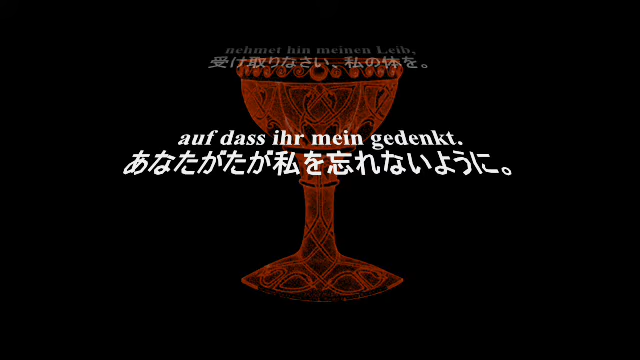 nehmet hin meinen Leib,
受け取りなさい、私の体を。
auf dass ihr mein gedenkt.
あなたがたが私を忘れないように。